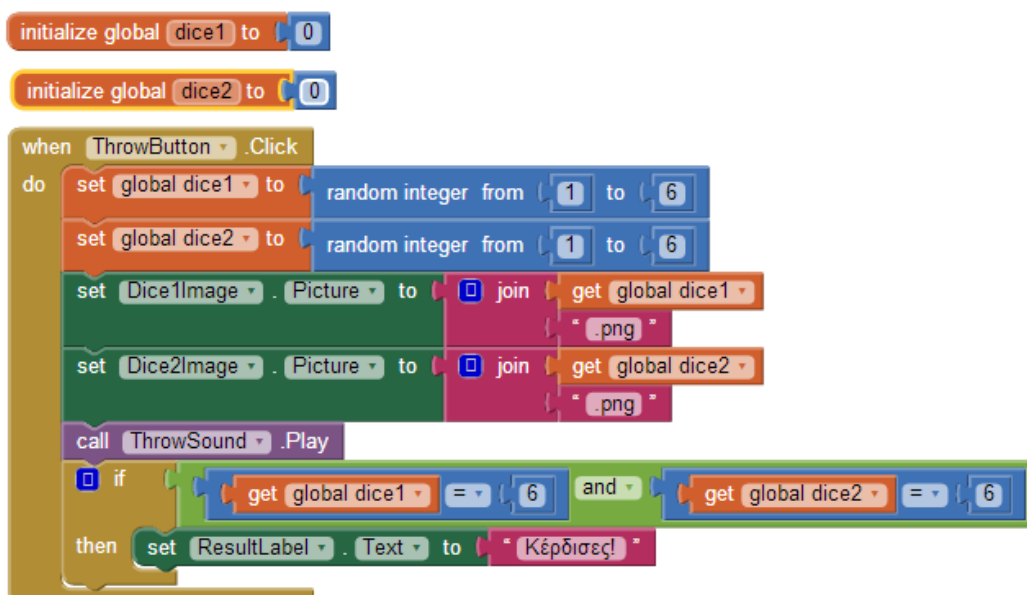 initialize global dice1 to 0
initialize global dice2 to 0
when ThrowButton .Click
do set global dice1 to random integer from 1 to 6
set global dice2 to random integer from 1 to 6
set Dice1Image . Picture to join get global dice1
" .png "
set Dice2Image . Picture to join get global dice2
" .png "
call ThrowSound .Play
if get global dice1 = 6 and get global dice2 = 6
then set ResultLabel . Text to " Κέρδισες! "